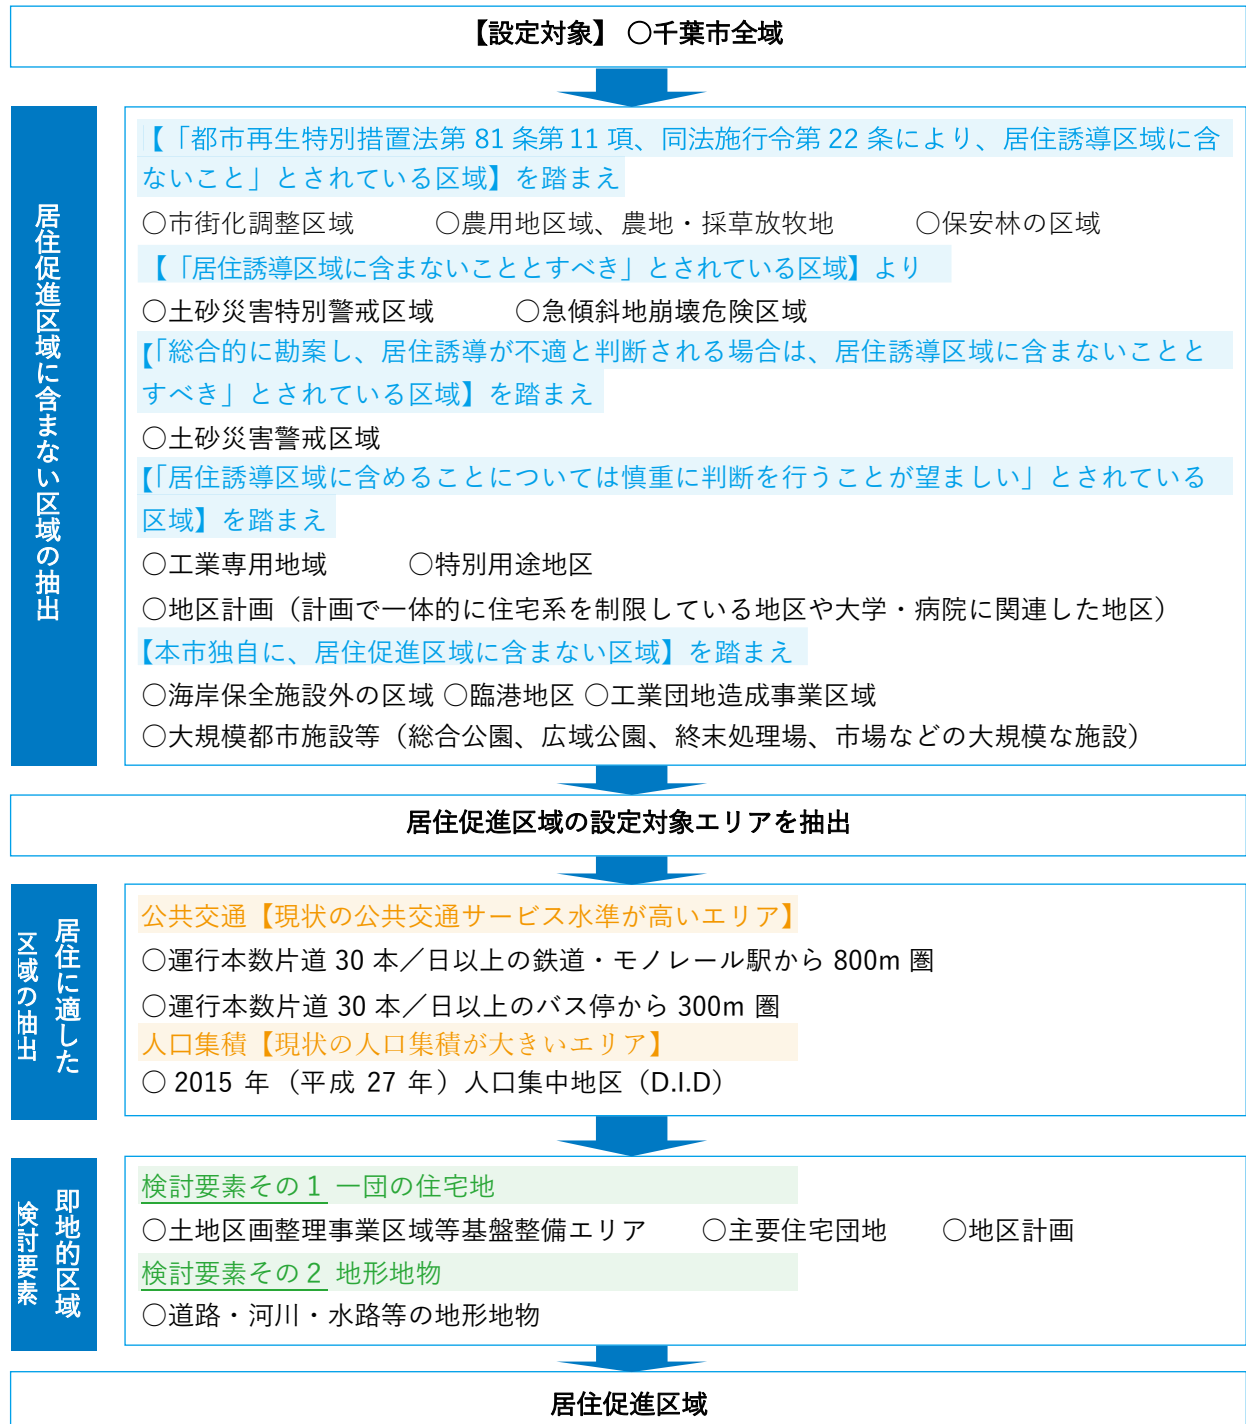 【設定対象】 ○千葉市全域
居住促進区域に含まない区域の抽出
【「都市再生特別措置法第 81 条第 11 項、同法施行令第 22 条により、居住誘導区域に含
ないこと」とされている区域】を踏まえ
○市街化調整区域　○農用地区域、農地・採草放牧地　○保安林の区域
【「居住誘導区域に含まないこととすべき」とされている区域】より
○土砂災害特別警戒区域　○急傾斜地崩壊危険区域
【「総合的に勘案し、居住誘導が不適と判断される場合は、居住誘導区域に含まないことと
すべき」とされている区域】を踏まえ
○土砂災害警戒区域
【「居住誘導区域に含めることについては慎重に判断を行うことが望ましい」とされている
区域】を踏まえ
○工業専用地域　○特別用途地区
○地区計画（計画で一体的に住宅系を制限している地区や大学・病院に関連した地区）
【本市独自に、居住促進区域に含まない区域】を踏まえ
○海岸保全施設外の区域 ○臨港地区 ○工業団地造成事業区域
○大規模都市施設等（総合公園、広域公園、終末処理場、市場などの大規模な施設）
居住促進区域の設定対象エリアを抽出
居住に適した
区域の抽出
公共交通【現状の公共交通サービス水準が高いエリア】
○運行本数片道 30 本／日以上の鉄道・モノレール駅から 800m 圏
○運行本数片道 30 本／日以上のバス停から 300m 圏
人口集積【現状の人口集積が大きいエリア】
○ 2015 年（平成 27 年）人口集中地区（D.I.D）
即地的区域
検討要素
検討要素その１ 一団の住宅地
○土地区画整理事業区域等基盤整備エリア　○主要住宅団地　○地区計画
検討要素その２ 地形地物
○道路・河川・水路等の地形地物
居住促進区域